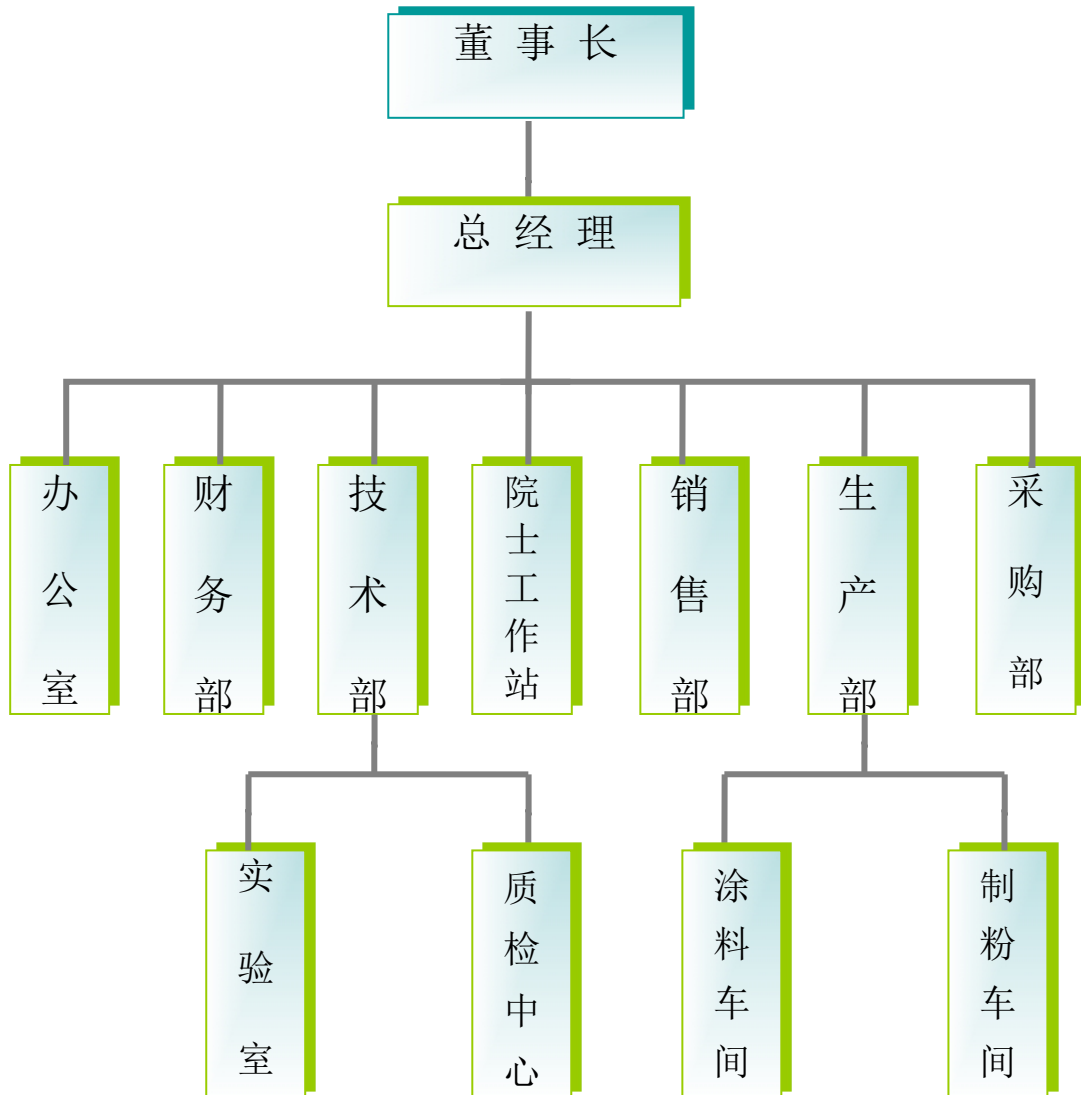 董事长
总经理
办公室
财务部
技术部
院士工作站
销售部
生产部
采购部
实验室
质检中心
涂料车间
制粉车间